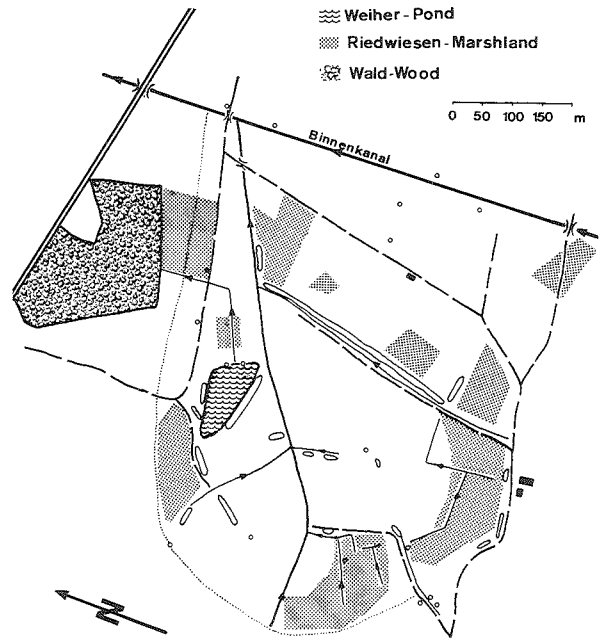 Weiher-Pond
Riedwiesen-Marshland
Wald-Wood
0 50 100 150 m
Binnenkanal
N